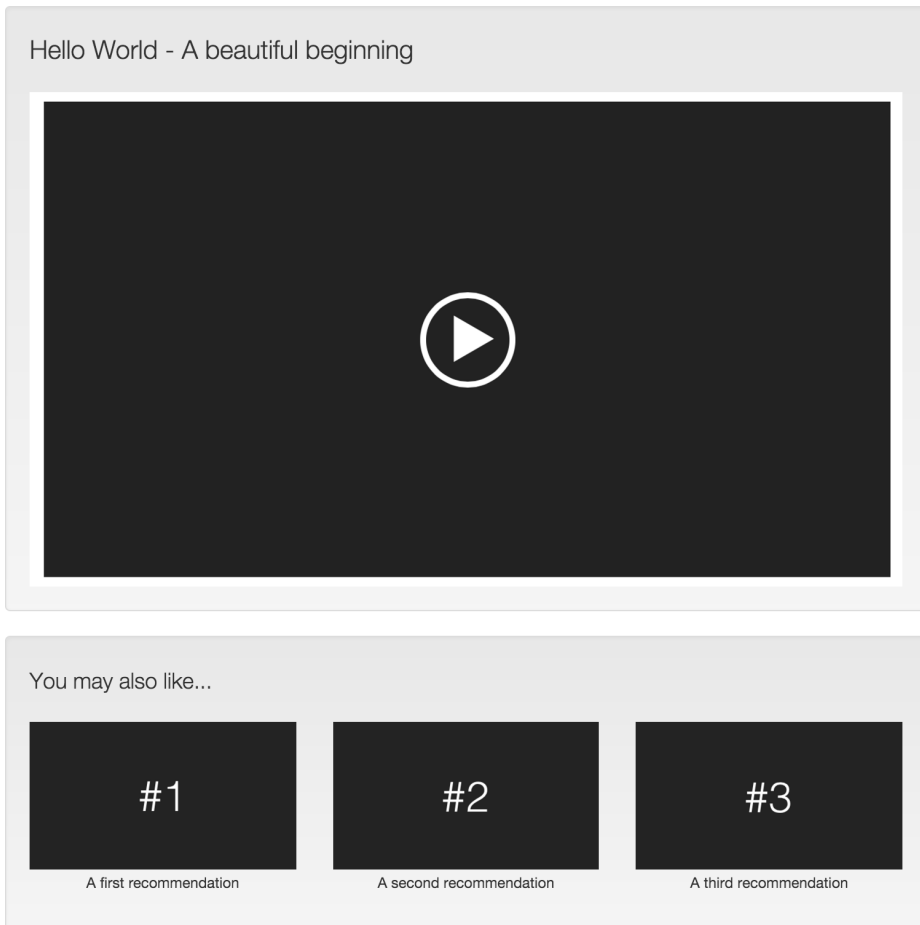 Hello World - A beautiful beginning
You may also like...
#1
#2
#3
A first recommendation
A second recommendation
A third recommendation